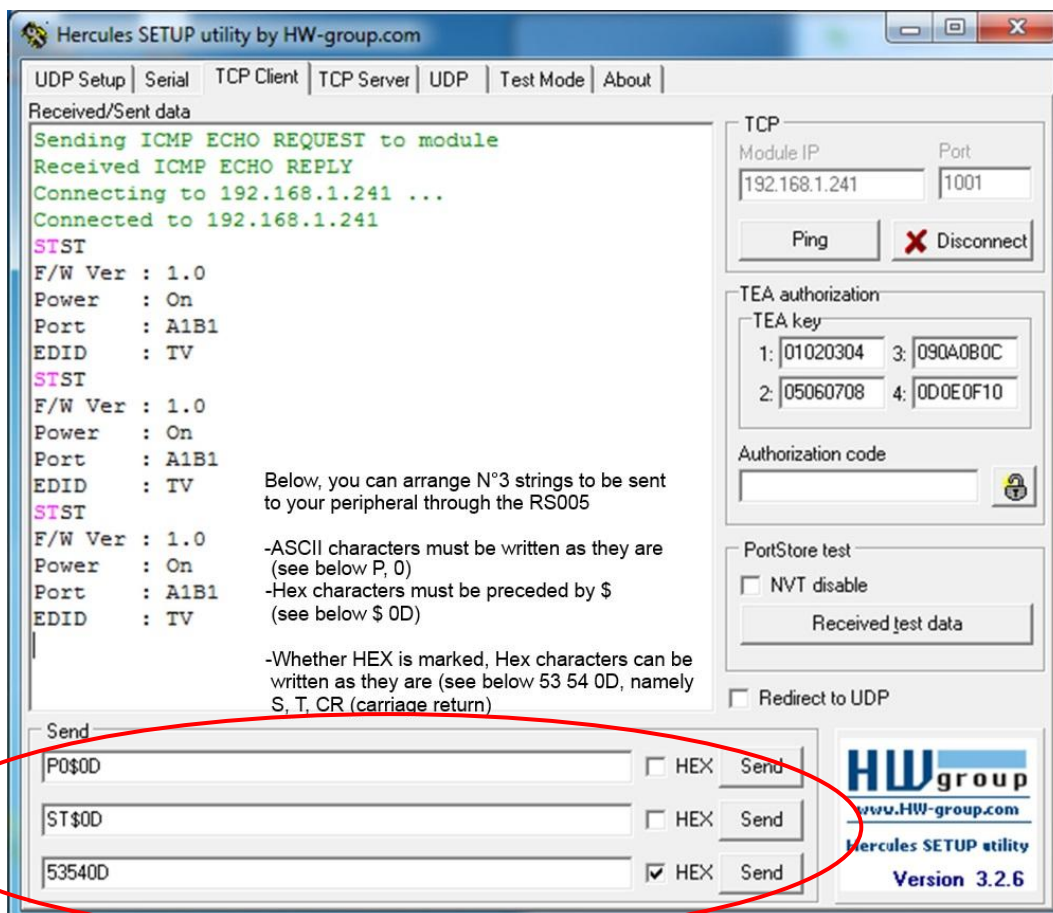 Hercules SETUP utility by HW-group.com
UDP Setup Serial TCP Client TCP Server UDP Test Mode About
Received/Sent data
Sending ICMP ECHO REQUEST to module
Received ICMP ECHO REPLY
Connecting to 192.168.1.241 ...
Connected to 192.168.1.241
STST
F/W Ver : 1.0
Power : On
Port : A1B1
EDID : TV
STST
F/W Ver : 1.0
Power : On
Port : A1B1
EDID : TV
STST
F/W Ver : 1.0
Power : On
Port : A1B1
EDID : TV
Below, you can arrange N°3 strings to be sent
to your peripheral through the RS005
-ASCII characters must be written as they are
(see below P, 0)
-Hex characters must be preceded by $
(see below $ 0D)
-Whether HEX is marked, Hex characters can be
written as they are (see below 53 54 0D, namely
S, T, CR (carriage return)
TCP
Module IP Port
192.168.1.241 1001
Ping Disconnect
TEA authorization
TEA key
1: 01020304 3: 090A0B0C
2: 05060708 4: 0D0E0F10
Authorization code
PortStore test
NVT disable
Received test data
Redirect to UDP
Send
P0$0D HEX Send
ST$0D HEX Send
53540D HEX Send
HW group
www.HW-group.com
Hercules SETUP utility
Version 3.2.6